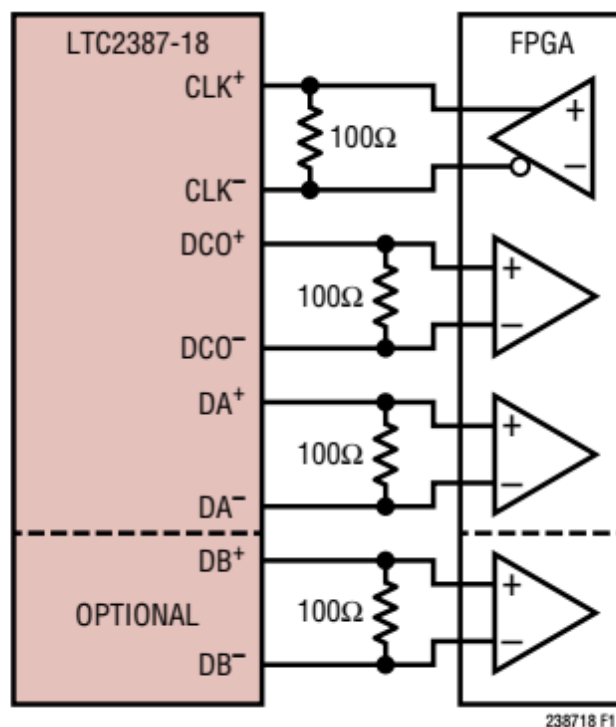 LTC2387-18
FPGA
CLK⁺
+
100Ω
CLK⁻
−
DCO⁺
+
100Ω
DCO⁻
−
DA⁺
+
100Ω
DA⁻
−
DB⁺
+
OPTIONAL
100Ω
DB⁻
−
238718 F1